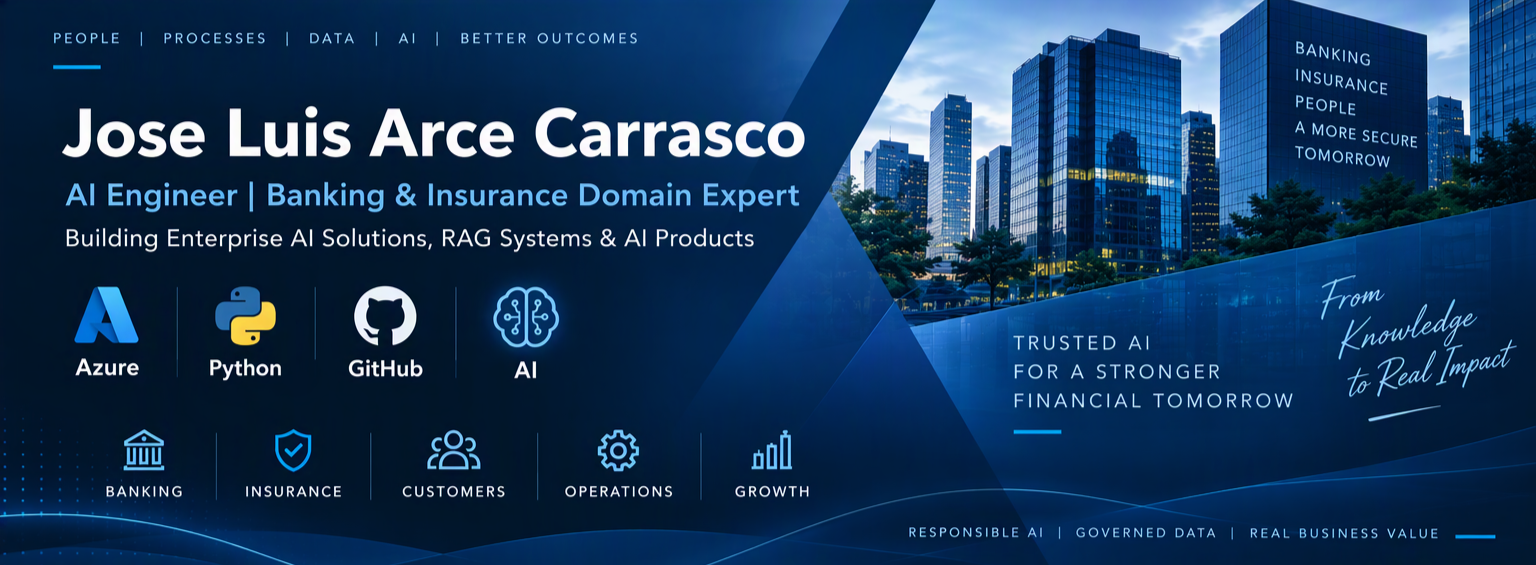 PEOPLE | PROCESSES | DATA | AI | BETTER OUTCOMES
Jose Luis Arce Carrasco
AI Engineer | Banking & Insurance Domain Expert
Building Enterprise AI Solutions, RAG Systems & AI Products
Azure
Python
GitHub
AI
BANKING
INSURANCE
CUSTOMERS
OPERATIONS
GROWTH
BANKING
INSURANCE
PEOPLE
A MORE SECURE
TOMORROW
TRUSTED AI
FOR A STRONGER
FINANCIAL TOMORROW
From
Knowledge
to Real Impact
RESPONSIBLE AI | GOVERNED DATA | REAL BUSINESS VALUE